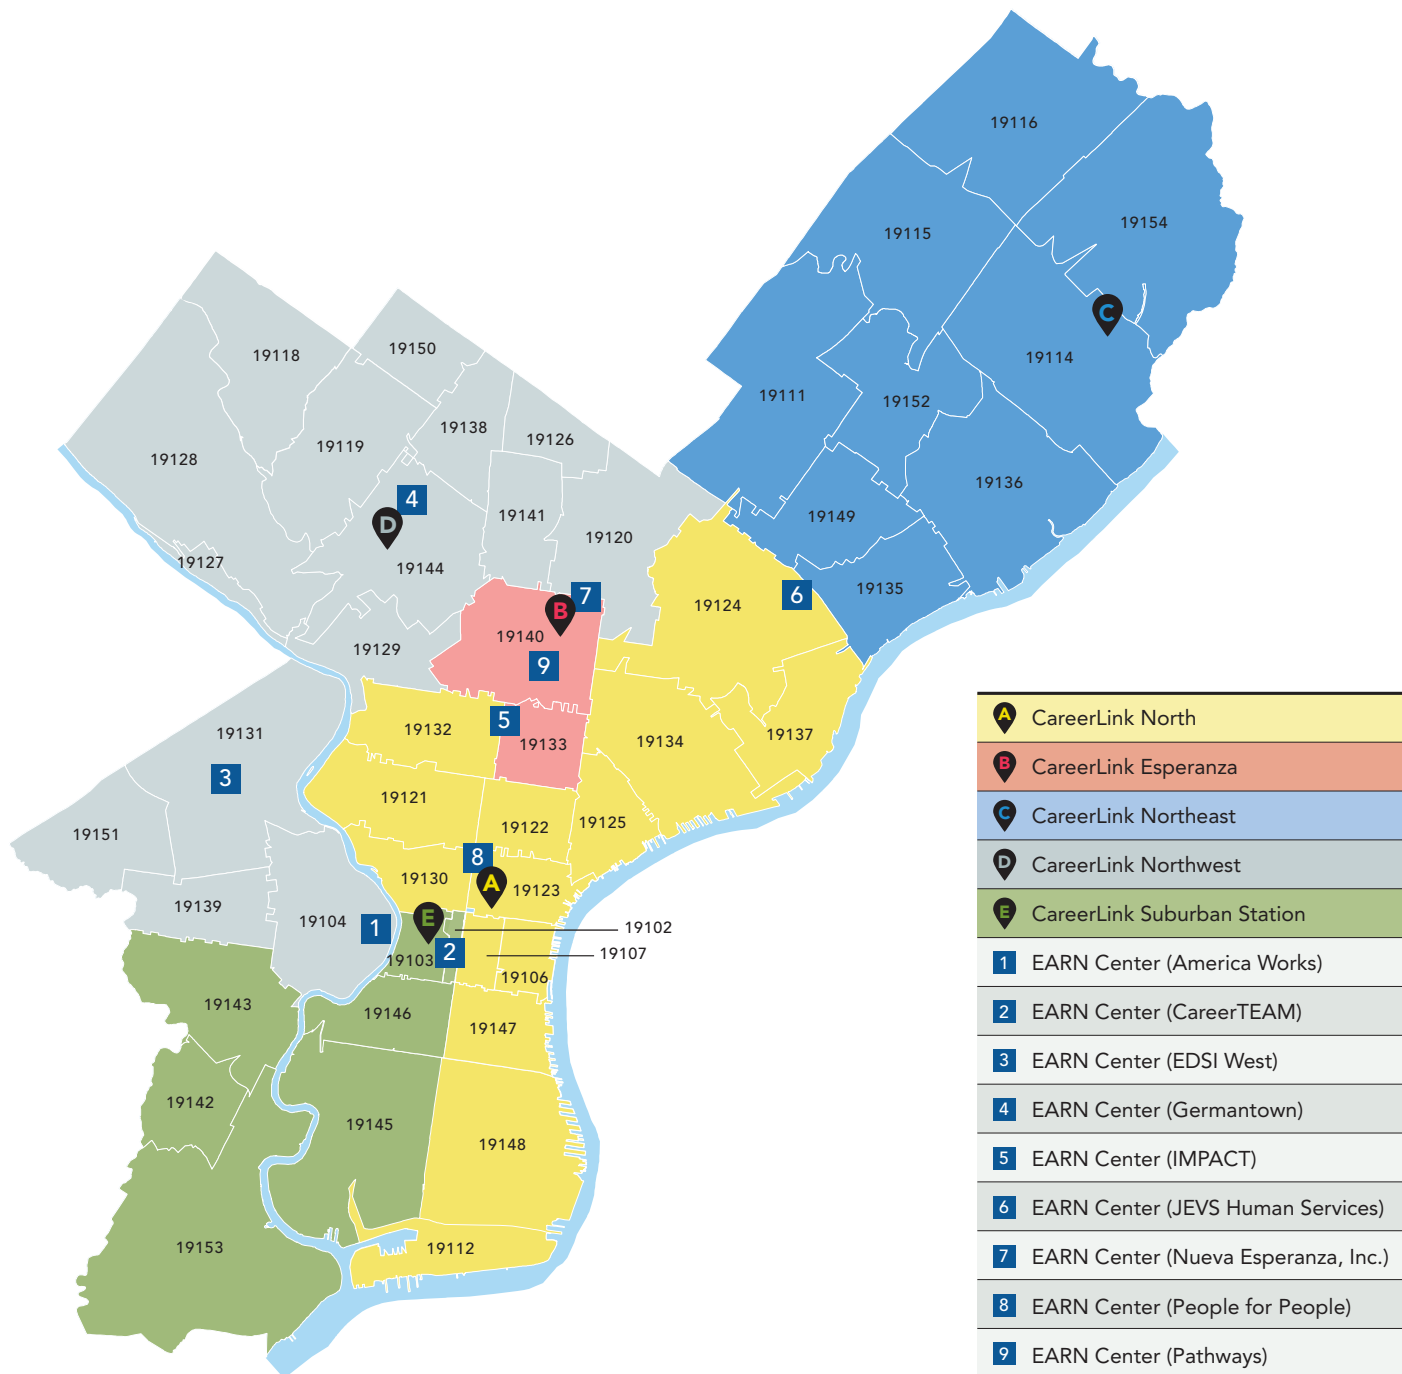 19116
19154
19115
C
19114
19118
19150
19111
19152
19119
19138
19126
19128
19136
4
19141
19149
D
19120
19127
19144
19135
7
6
19124
B
19140
19129
9
5
19132
19131
19133
19134
19137
3
19121
19122
19125
19151
8
19130
A
19123
19139
19104
E
1
19102
2
19107
19103
19106
19143
19146
19147
19142
19145
19148
19153
19112
A CareerLink North
B CareerLink Esperanza
C CareerLink Northeast
D CareerLink Northwest
E CareerLink Suburban Station
1 EARN Center (America Works)
2 EARN Center (CareerTEAM)
3 EARN Center (EDSI West)
4 EARN Center (Germantown)
5 EARN Center (IMPACT)
6 EARN Center (JEVS Human Services)
7 EARN Center (Nueva Esperanza, Inc.)
8 EARN Center (People for People)
9 EARN Center (Pathways)